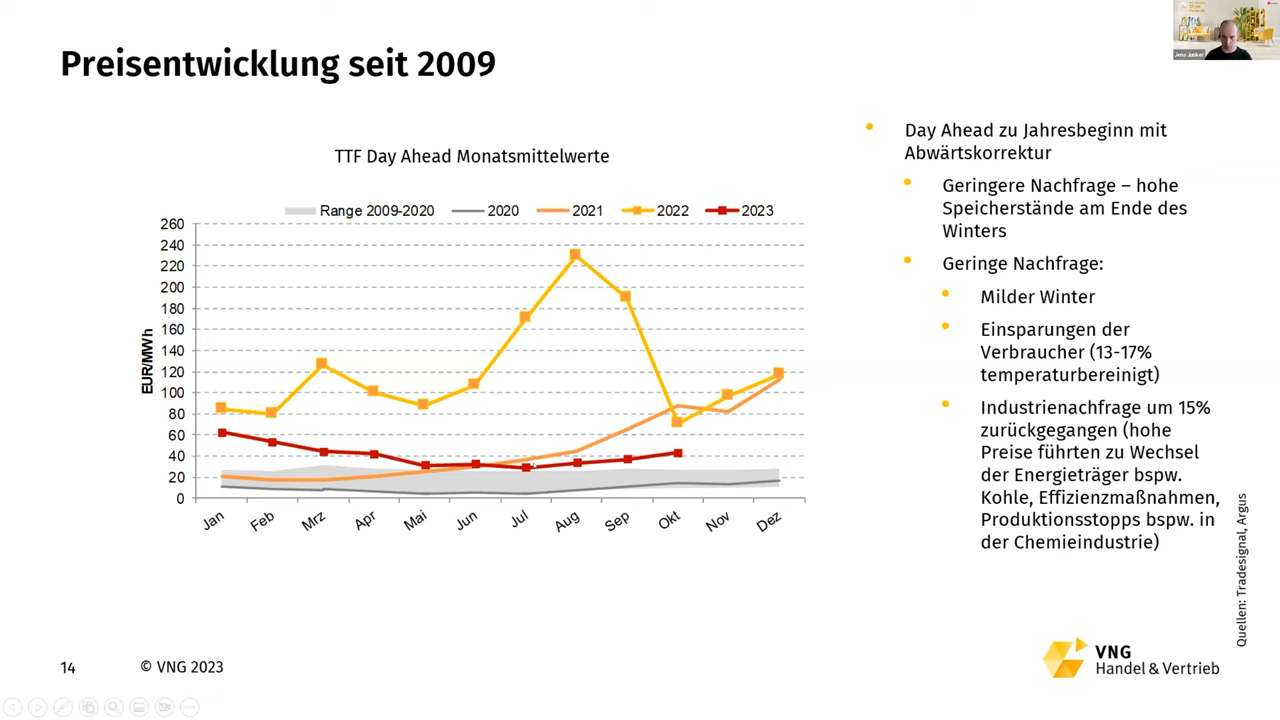 Preisentwicklung seit 2009
Jens Junker
TTF Day Ahead Monatsmittelwerte
Range 2009-2020 2020 2021 2022 2023
EUR/MWh
260
240
220
200
180
160
140
120
100
80
60
40
20
0
Jan Feb Mrz Apr Mai Jun Jul Aug Sep Okt Nov Dez
Day Ahead zu Jahresbeginn mit
Abwärtskorrektur
Geringere Nachfrage – hohe
Speicherstände am Ende des
Winters
Geringe Nachfrage:
Milder Winter
Einsparungen der
Verbraucher (13-17%
temperaturbereinigt)
Industrienachfrage um 15%
zurückgegangen (hohe
Preise führten zu Wechsel
der Energieträger bspw.
Kohle, Effizienzmaßnahmen,
Produktionsstopps bspw. in
der Chemieindustrie)
Quellen: Tradesignal, Argus
14 © VNG 2023
VNG
Handel & Vertrieb